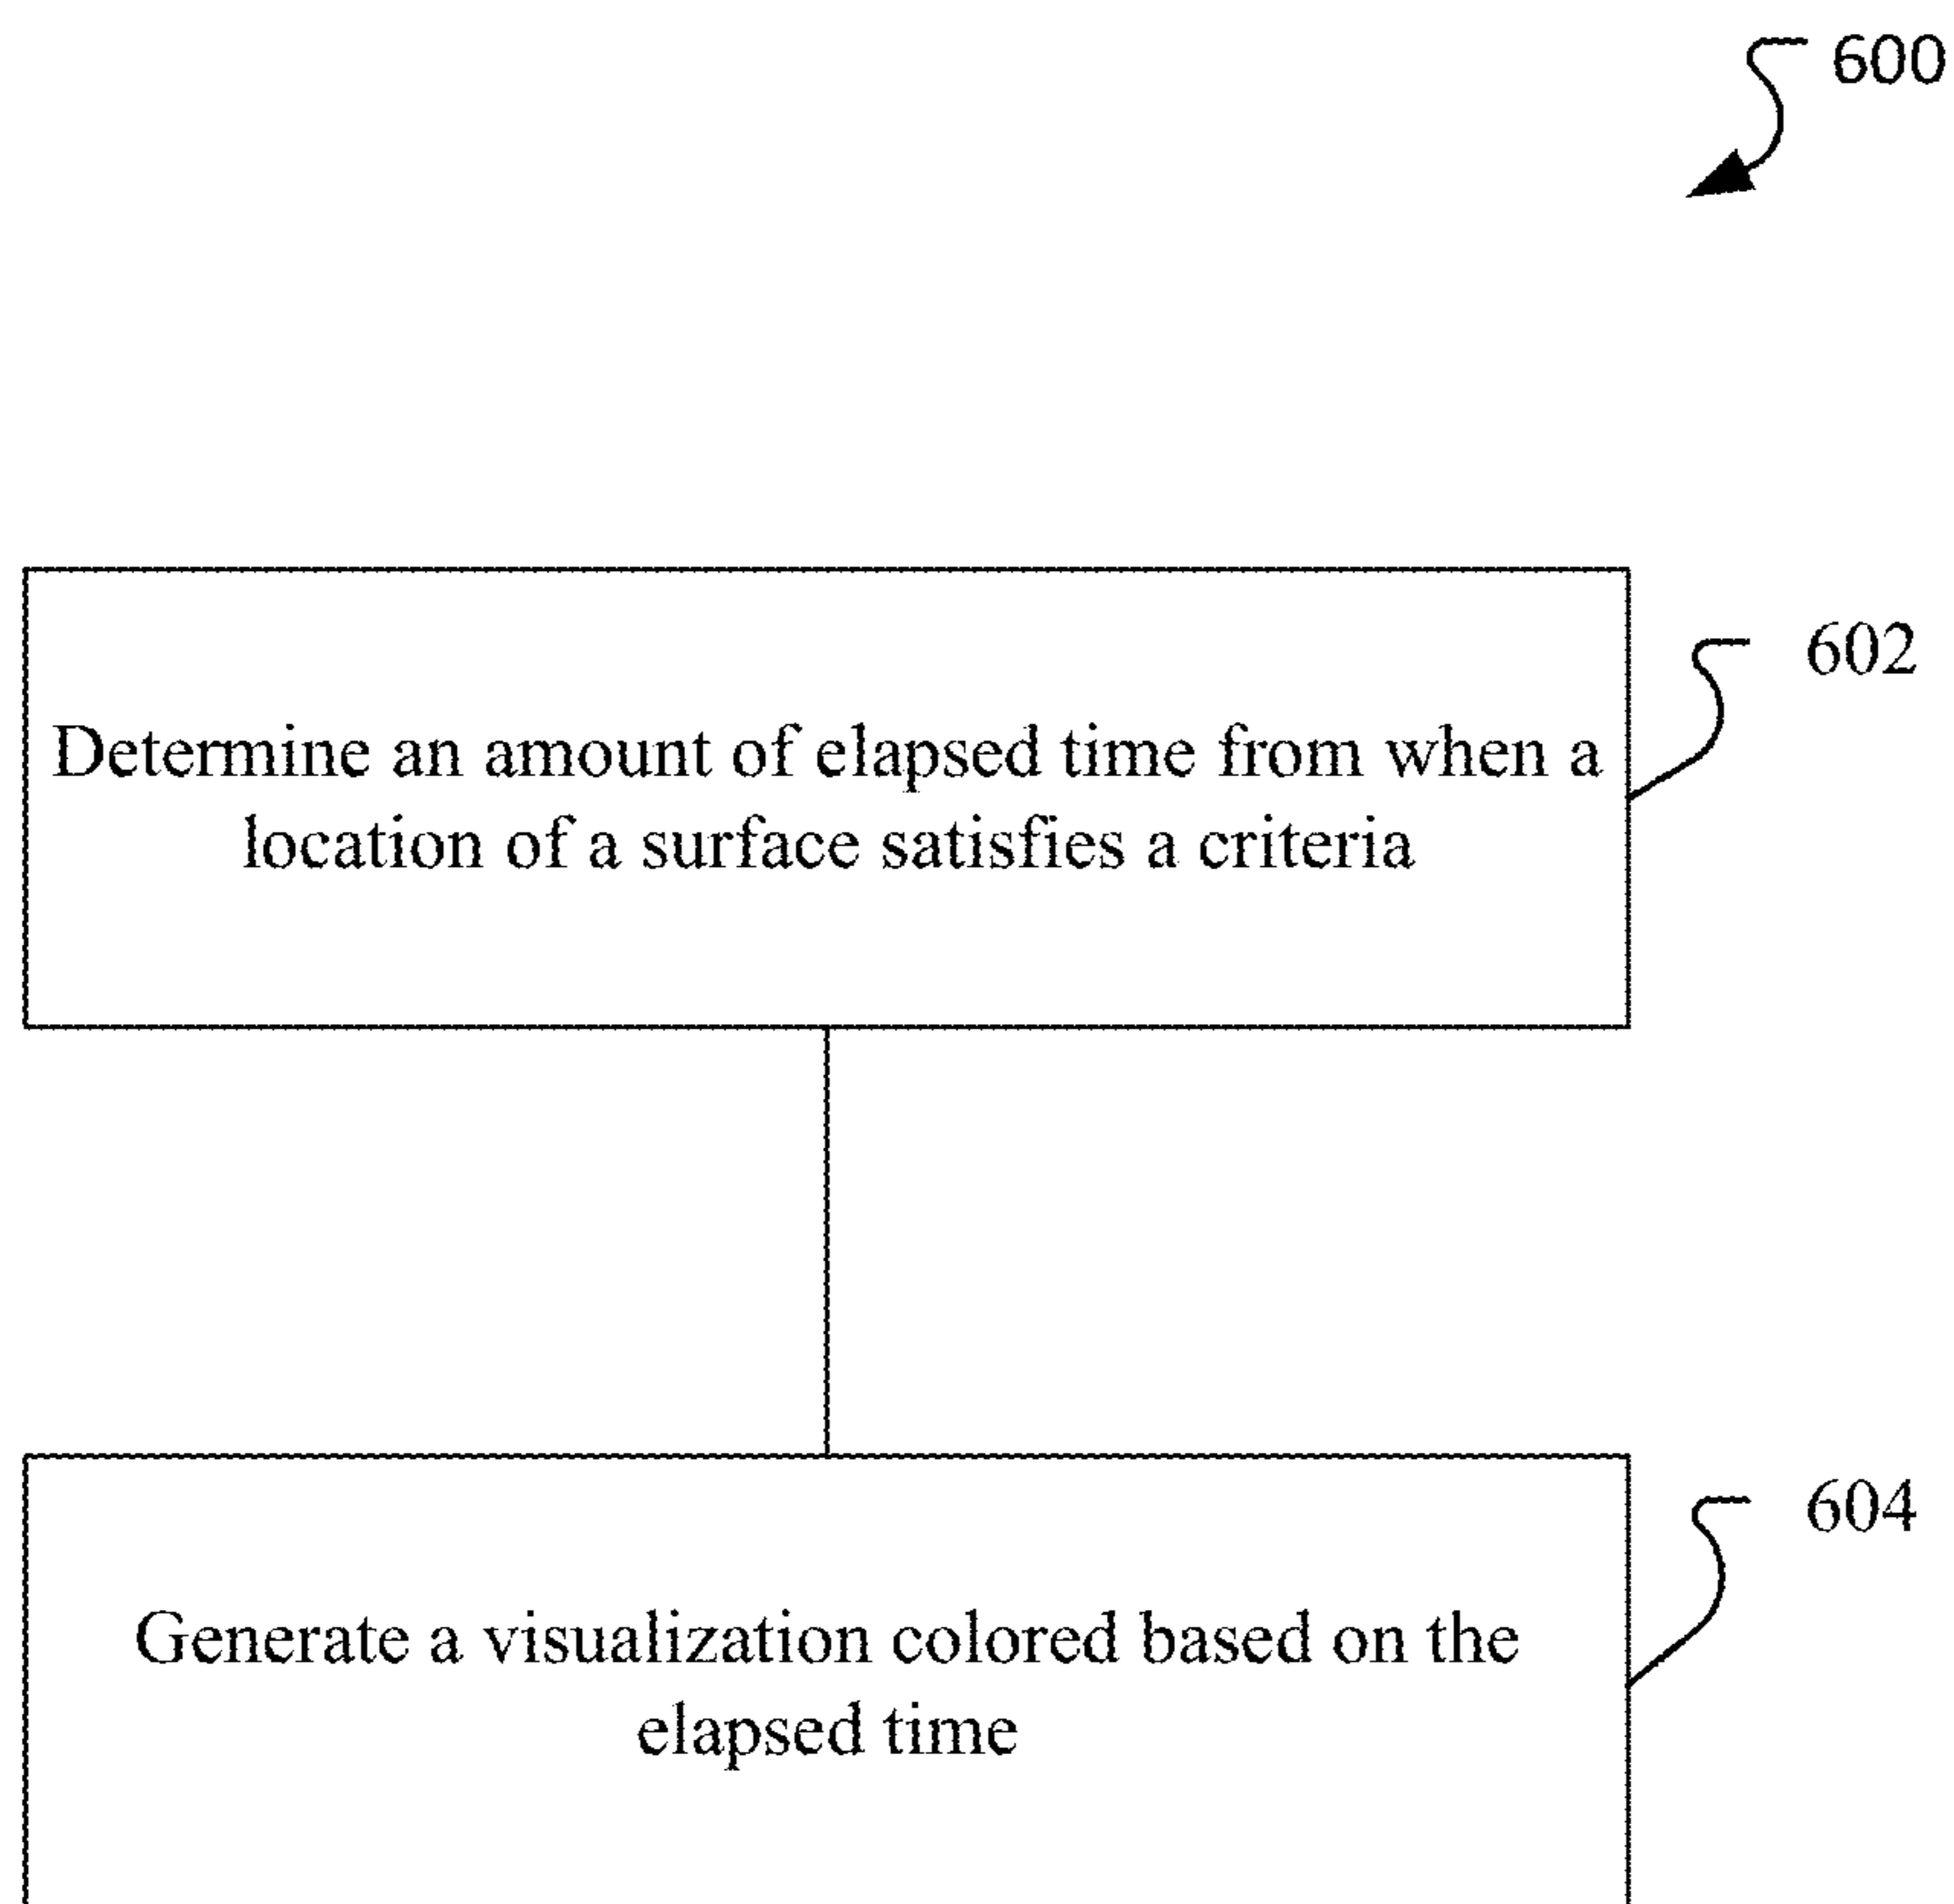 600
602
Determine an amount of elapsed time from when a
location of a surface satisfies a criteria
604
Generate a visualization colored based on the
elapsed time